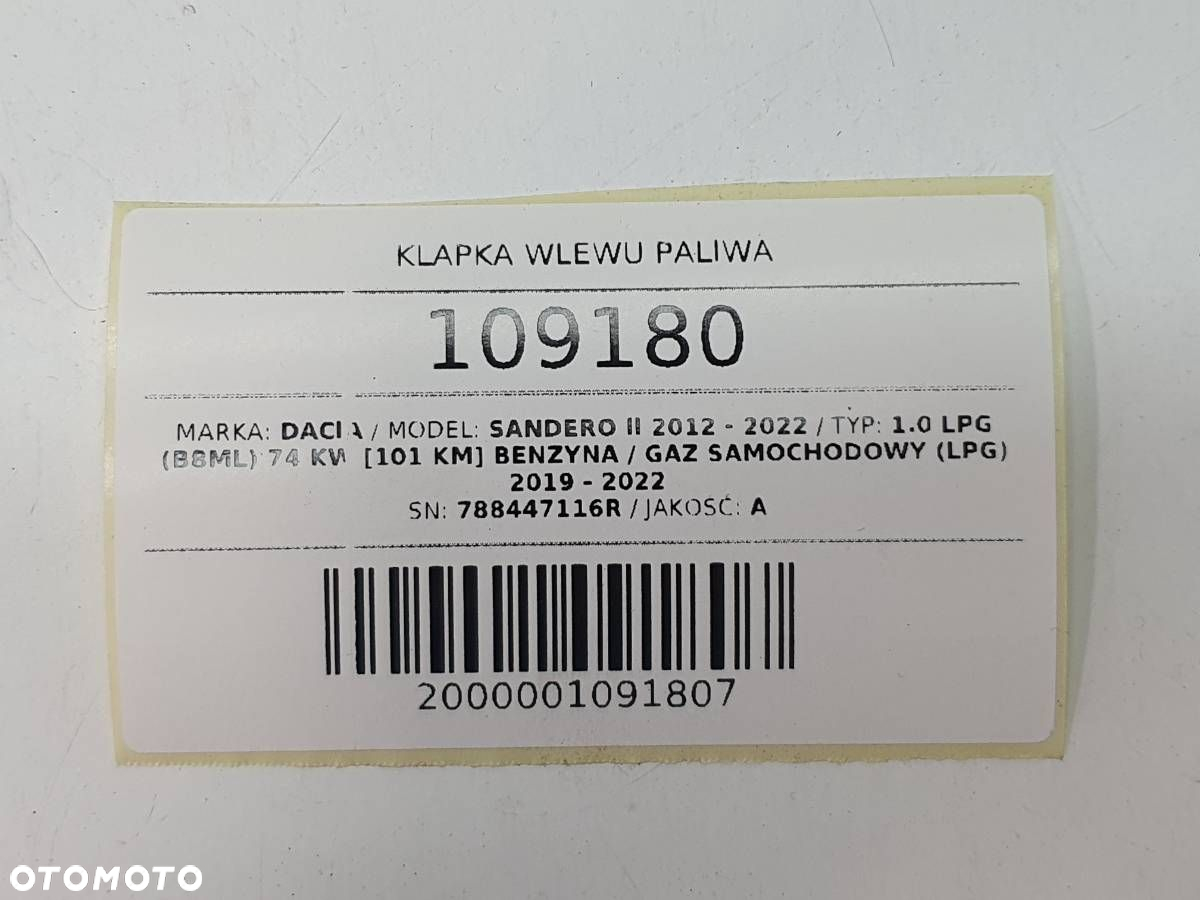 KLAPKA WLEWU PALIWA
109180
MARKA: DACIA / MODEL: SANDERO II 2012 - 2022 / TYP: 1.0 LPG
(B8ML) 74 KW [101 KM] BENZYNA / GAZ SAMOCHODOWY (LPG)
2019 - 2022
SN: 788447116R / JAKOŚĆ: A
2000001091807
OTOMOTO